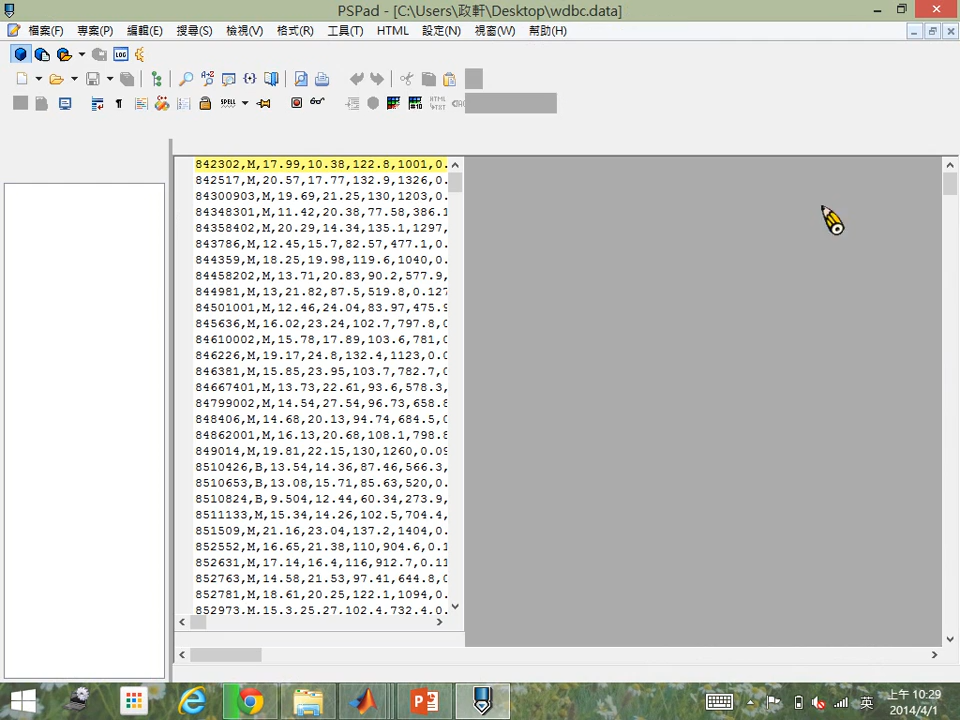 PSPad - [C:\Users\政軒\Desktop\wdbc.data]
檔案(F) 專案(P) 編輯(E) 搜尋(S) 檢視(V) 格式(R) 工具(T) HTML 設定(N) 視窗(W) 幫助(H)
LOG
SPELL
842302,M,17.99,10.38,122.8,1001,0.
842517,M,20.57,17.77,132.9,1326,0.
84300903,M,19.69,21.25,130,1203,0.
84348301,M,11.42,20.38,77.58,386.1
84358402,M,20.29,14.34,135.1,1297,
843786,M,12.45,15.7,82.57,477.1,0.
844359,M,18.25,19.98,119.6,1040,0.
84458202,M,13.71,20.83,90.2,577.9,
844981,M,13,21.82,87.5,519.8,0.127
84501001,M,12.46,24.04,83.97,475.9
845636,M,16.02,23.24,102.7,797.8,0
84610002,M,15.78,17.89,103.6,781,0
846226,M,19.17,24.8,132.4,1123,0.0
846381,M,15.85,23.95,103.7,782.7,0
84667401,M,13.73,22.61,93.6,578.3,
84799002,M,14.54,27.54,96.73,658.8
848406,M,14.68,20.13,94.74,684.5,0
84862001,M,16.13,20.68,108.1,798.8
849014,M,19.81,22.15,130,1260,0.09
8510426,B,13.54,14.36,87.46,566.3,
8510653,B,13.08,15.71,85.63,520,0.
8510824,B,9.504,12.44,60.34,273.9,
8511133,M,15.34,14.26,102.5,704.4,
851509,M,21.16,23.04,137.2,1404,0.
852552,M,16.65,21.38,110,904.6,0.1
852631,M,17.14,16.4,116,912.7,0.11
852763,M,14.58,21.53,97.41,644.8,0
852781,M,18.61,20.25,122.1,1094,0.
852973,M,15.3,25.27,102.4,732.4,0.
英
上午 10:29
2014/4/1